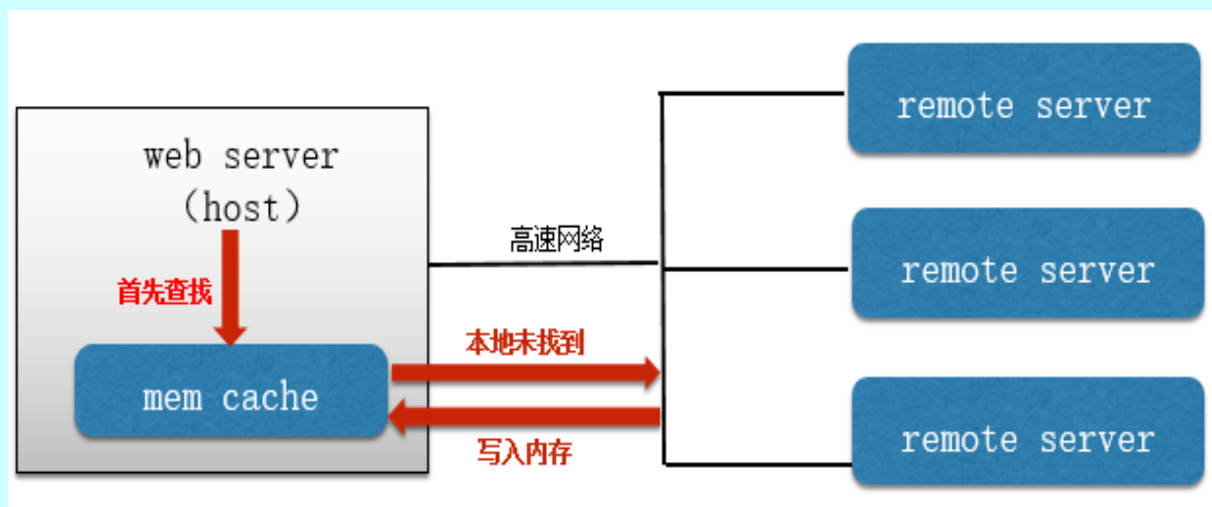 web server
(host)
首先查找
mem cache
高速网络
本地未找到
写入内存
remote server
remote server
remote server